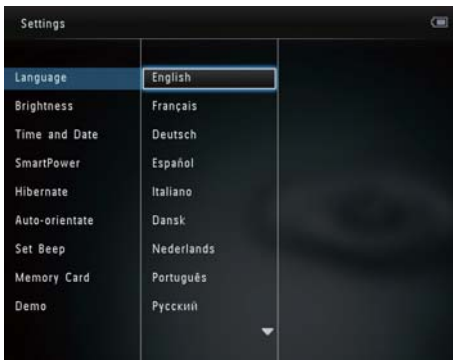 Settings
Language
Brightness
Time and Date
SmartPower
Hibernate
Auto-orientate
Set Beep
Memory Card
Demo
English
Français
Deutsch
Español
Italiano
Dansk
Nederlands
Português
Русский